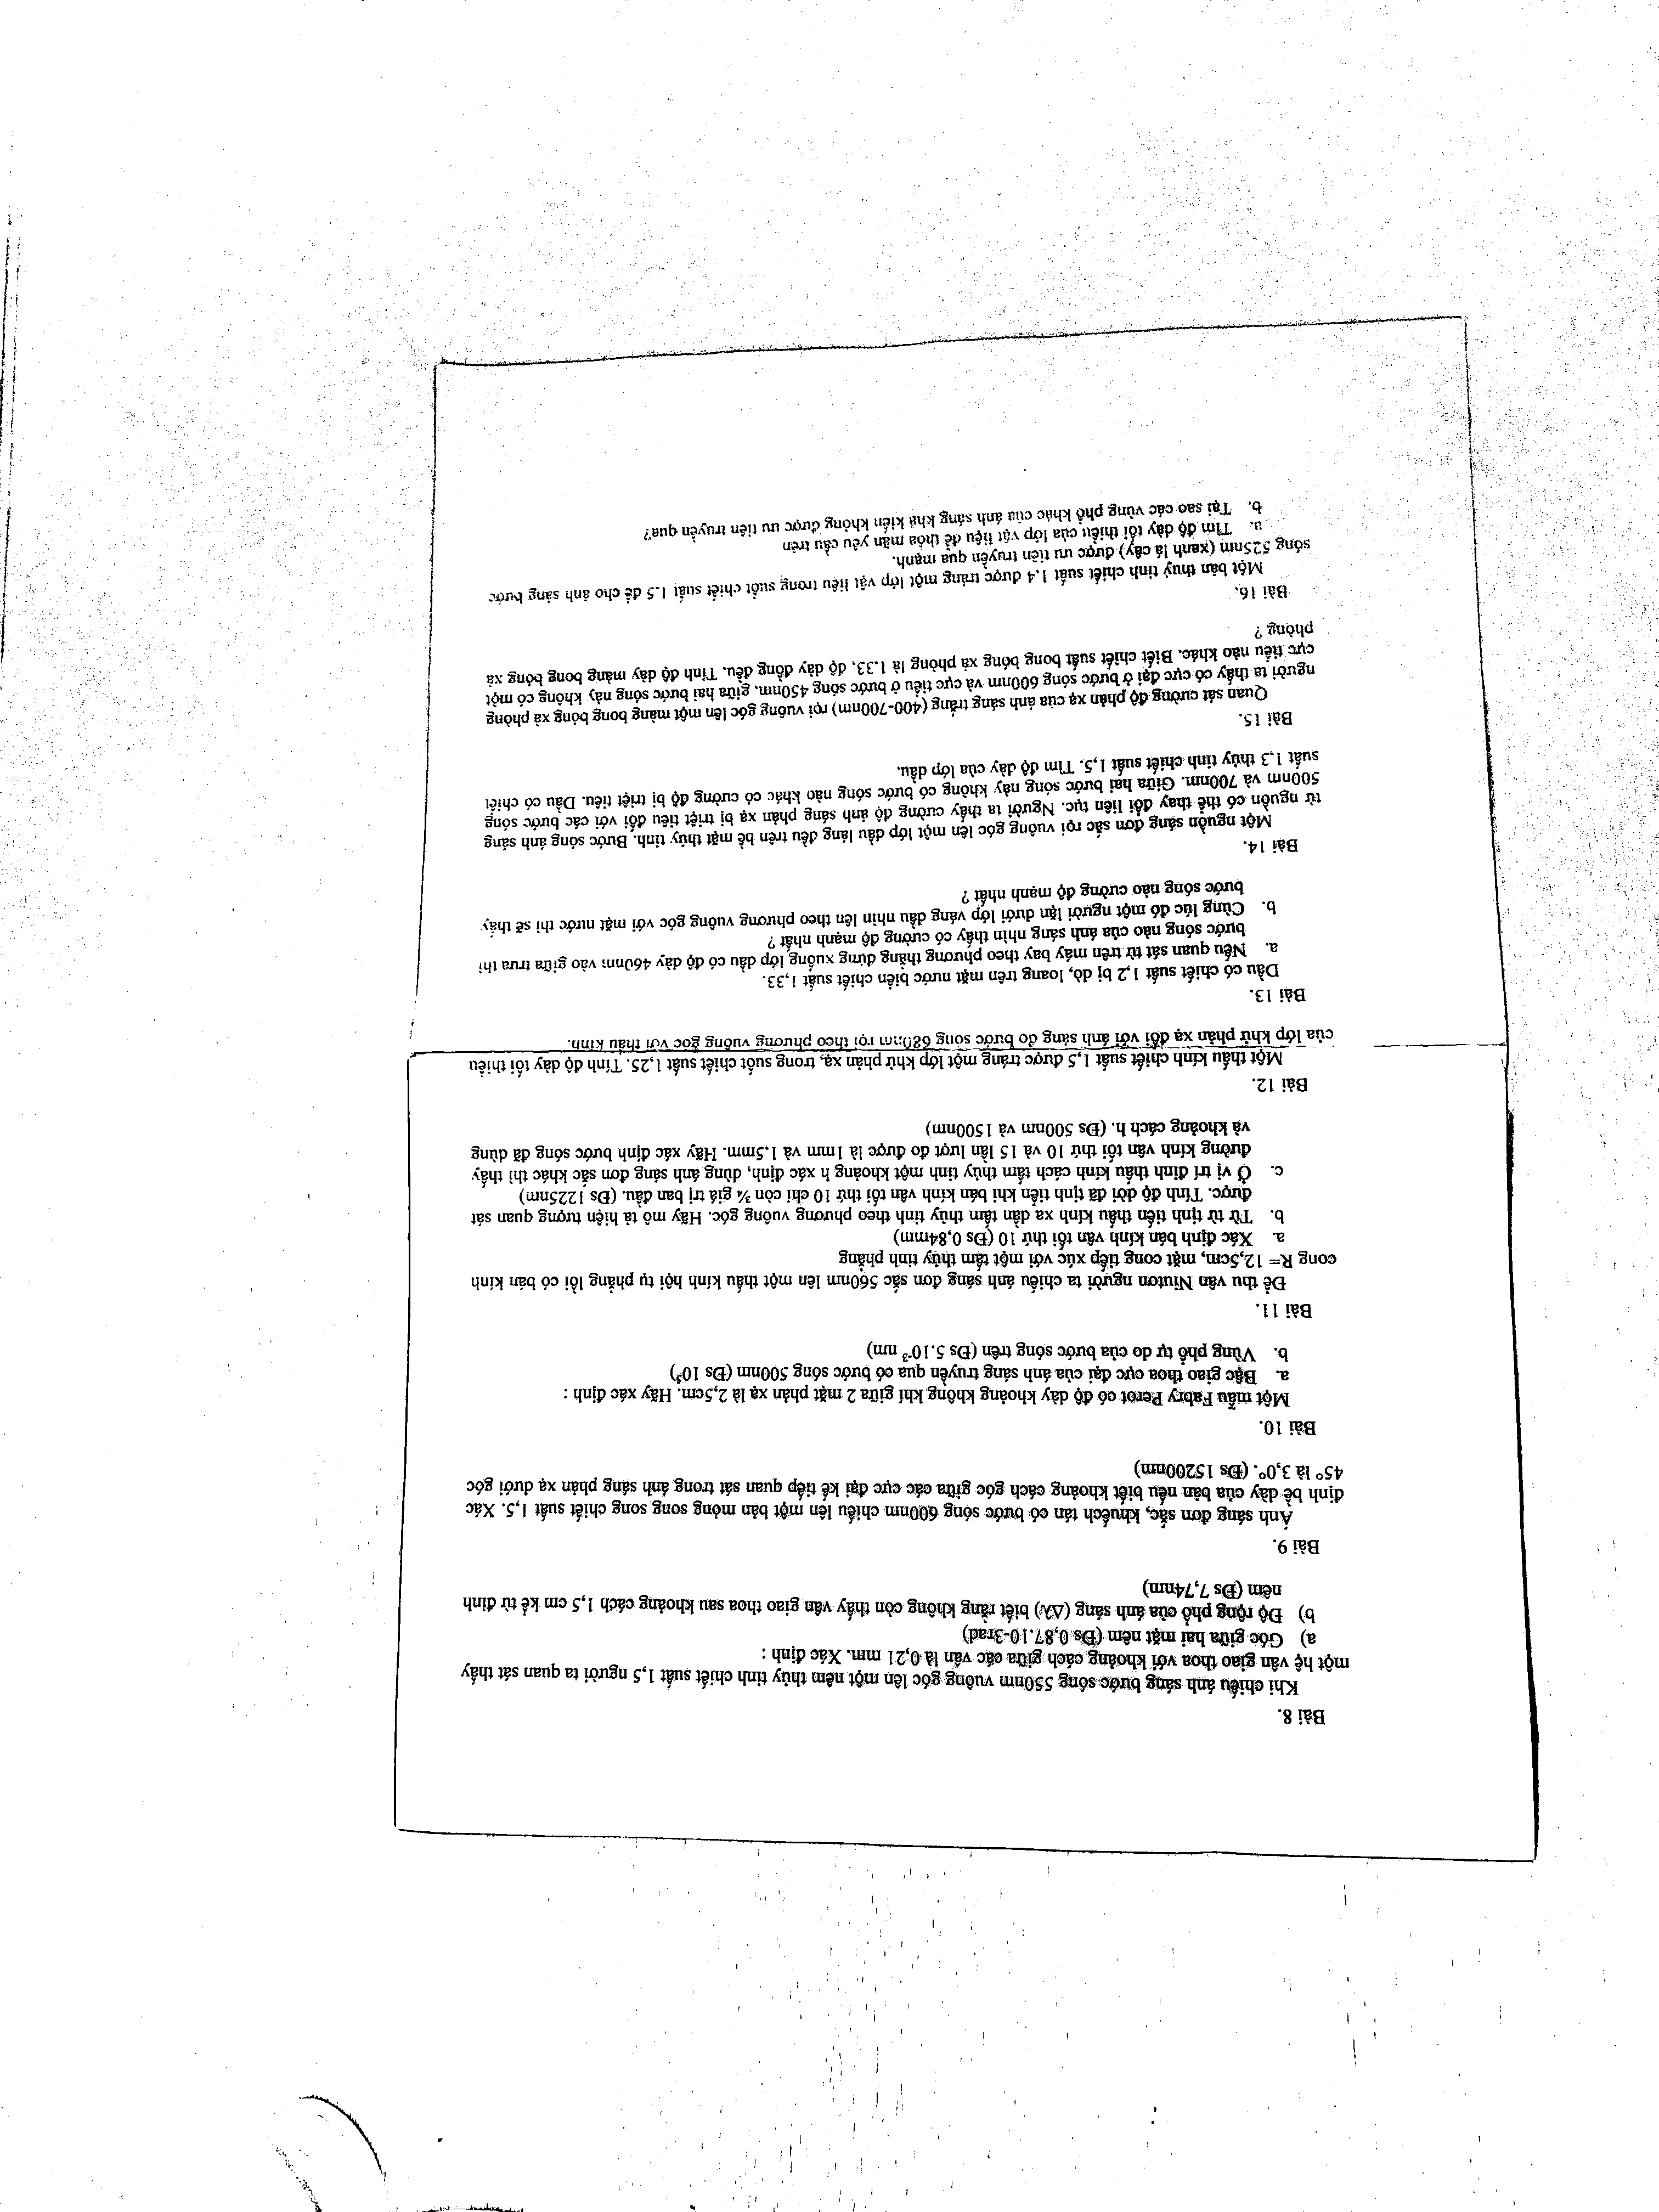 Bài 8.
Khi chiếu ánh sáng bước sóng 550nm vuông góc lên một nêm thủy tinh chiết suất 1,5 người ta quan sát thấy
một hệ vân giao thoa với khoảng cách giữa các vân là 0,21 mm. Xác định :
a) Góc giữa hai mặt nêm (Đs 0,87.10-3rad)
b) Độ rộng phổ của ánh sáng (Δλ) biết rằng không còn thấy vân giao thoa sau khoảng cách 1,5 cm kể từ đỉnh
nêm (Đs 7,74nm)
Bài 9.
Ánh sáng đơn sắc, khuếch tán có bước sóng 600nm chiếu lên một bản mỏng song song chiết suất 1,5. Xác
định bề dày của bản nếu biết khoảng cách góc giữa các cực đại kế tiếp quan sát trong ánh sáng phản xạ dưới góc
45° là 3,0°. (Đs 15200nm)
Bài 10.
Một mẫu Fabry Perot có độ dày khoảng không khí giữa 2 mặt phản xạ là 2,5cm. Hãy xác định :
a. Bậc giao thoa cực đại của ánh sáng truyền qua có bước sóng 500nm (Đs 10⁵)
b. Vùng phổ tự do của bước sóng trên (Đs 5.10⁻³ nm)
Bài 11.
Để thu vân Niuton người ta chiếu ánh sáng đơn sắc 560nm lên một thấu kính hội tụ phẳng lồi có bán kính
cong R= 12,5cm, mặt cong tiếp xúc với một tấm thủy tinh phẳng
a. Xác định bán kính vân tối thứ 10 (Đs 0,84mm)
b. Từ từ tịnh tiến thấu kính xa dần tấm thủy tinh theo phương vuông góc. Hãy mô tả hiện tượng quan sát
được. Tính độ dời đã tịnh tiến khi bán kính vân tối thứ 10 chỉ còn ¾ giá trị ban đầu. (Đs 1225nm)
c. Ở vị trí đỉnh thấu kính cách tấm thủy tinh một khoảng h xác định, dùng ánh sáng đơn sắc khác thì thấy
đường kính vân tối thứ 10 và 15 lần lượt đo được là 1mm và 1,5mm. Hãy xác định bước sóng đã dùng
và khoảng cách h. (Đs 500nm và 1500nm)
Bài 12.
Một thấu kính chiết suất 1,5 được tráng một lớp khử phản xạ, trong suốt chiết suất 1,25. Tính độ dày tối thiểu
của lớp khử phản xạ đối với ánh sáng đỏ bước sóng 680nm rọi theo phương vuông góc với thấu kính.
Bài 13.
Dầu có chiết suất 1,2 bị đò, loang trên mặt nước biển chiết suất 1,33.
a. Nếu quan sát từ trên máy bay theo phương thẳng đứng xuống lớp dầu có độ dày 460nm vào giữa trưa thì
bước sóng nào của ánh sáng nhìn thấy có cường độ mạnh nhất ?
b. Cùng lúc đó một người lặn dưới lớp váng dầu nhìn lên theo phương vuông góc với mặt nước thì sẽ thấy
bước sóng nào cường độ mạnh nhất ?
Bài 14.
Một nguồn sáng đơn sắc rọi vuông góc lên một lớp dầu láng đều trên bề mặt thủy tinh. Bước sóng ánh sáng
từ nguồn có thể thay đổi liên tục. Người ta thấy cường độ ánh sáng phản xạ bị triệt tiêu đối với các bước sóng
500nm và 700nm. Giữa hai bước sóng này không có bước sóng nào khác có cường độ bị triệt tiêu. Dầu có chiết
suất 1,3 thủy tinh chiết suất 1,5. Tìm độ dày của lớp dầu.
Bài 15.
Quan sát cường độ phản xạ của ánh sáng trắng (400-700nm) rọi vuông góc lên một màng bong bóng xà phòng
người ta thấy có cực đại ở bước sóng 600nm và cực tiểu ở bước sóng 450nm, giữa hai bước sóng này không có một
cực tiểu nào khác. Biết chiết suất bong bóng xà phòng là 1.33, độ dày đồng đều. Tính độ dày màng bong bóng xà
phòng ?
Bài 16.
Một bản thuỷ tinh chiết suất 1.4 được tráng một lớp vật liệu trong suốt chiết suất 1.5 để cho ánh sáng bước
sóng 525nm (xanh lá cây) được ưu tiên truyền qua mạnh.
a. Tìm độ dày tối thiểu của lớp vật liệu để thỏa mãn yêu cầu trên
b. Tại sao các vùng phổ khác của ánh sáng khả kiến không được ưu tiên truyền qua?